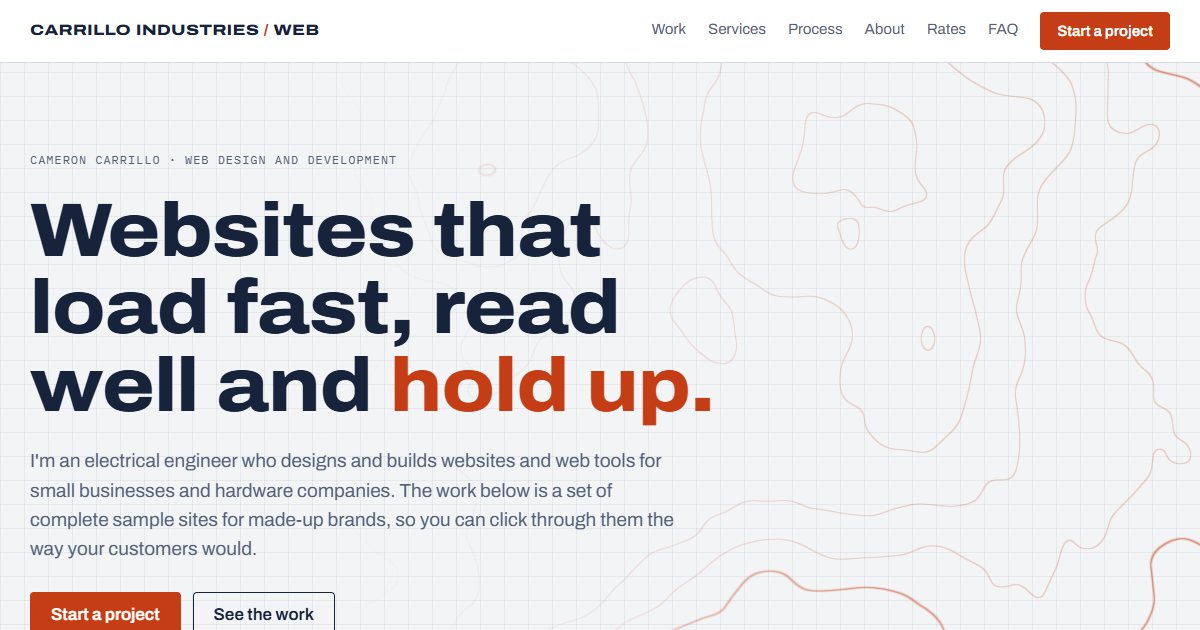 CARRILLO INDUSTRIES / WEB
Work Services Process About Rates FAQ Start a project
CAMERON CARRILLO · WEB DESIGN AND DEVELOPMENT
Websites that
load fast, read
well and hold up.
I'm an electrical engineer who designs and builds websites and web tools for
small businesses and hardware companies. The work below is a set of
complete sample sites for made-up brands, so you can click through them the
way your customers would.
Start a project See the work